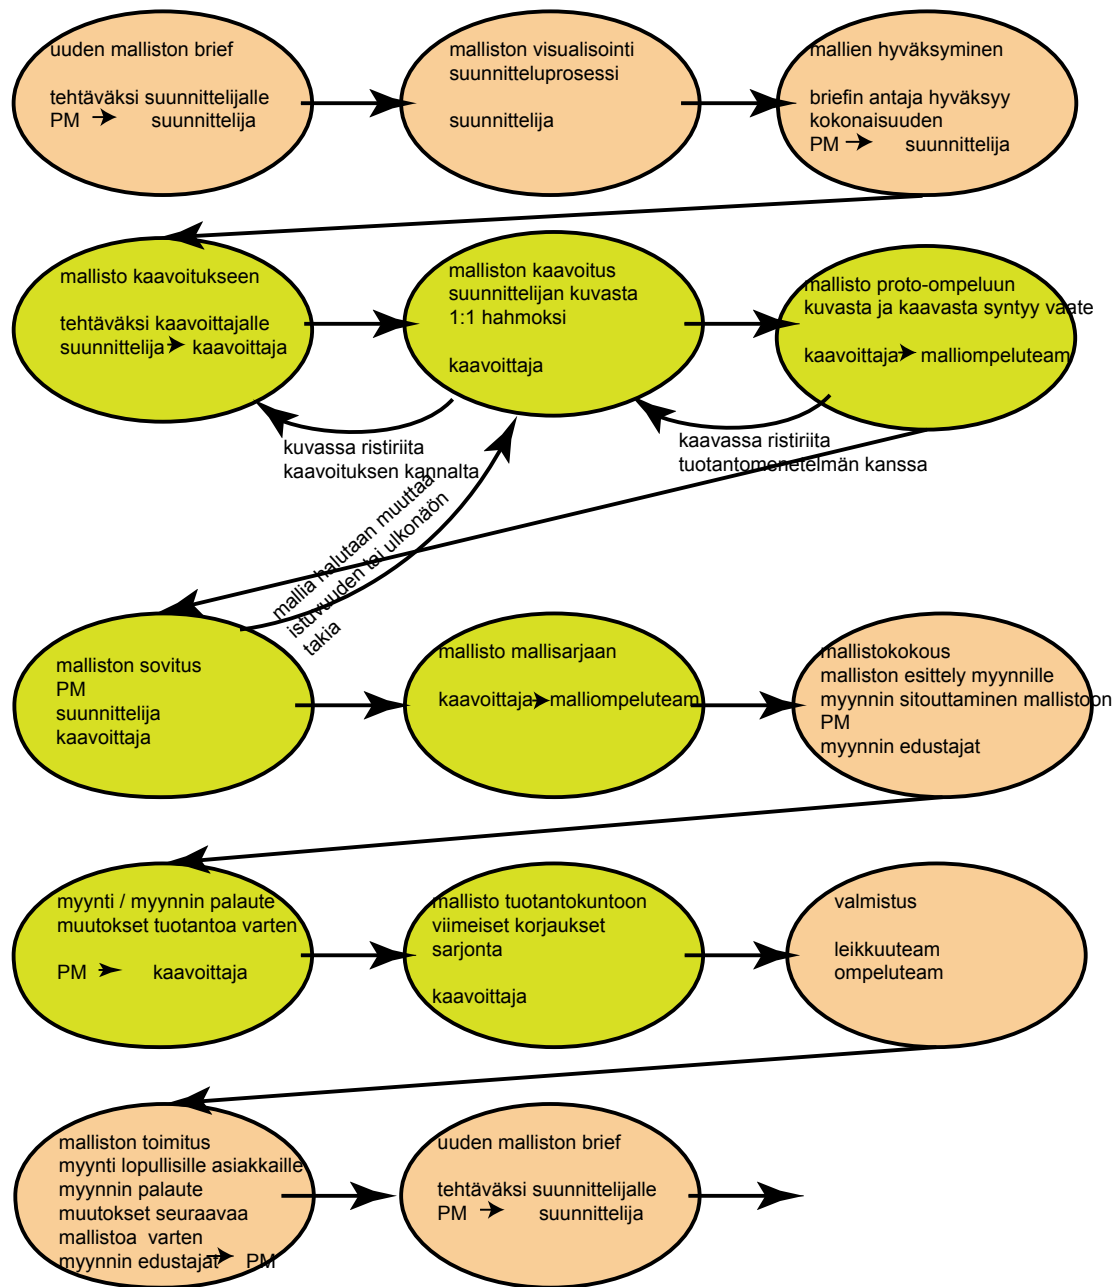 uuden malliston brief
tehtäväksi suunnittelijalle
PM suunnittelija
malliston visualisointi
suunnitteluprosessi
suunnittelija
mallien hyväksyminen
briefin antaja hyväksyy
kokonaisuuden
PM suunnittelija
mallisto kaavoitukseen
tehtäväksi kaavoittajalle
suunnittelija kaavoittaja
malliston kaavoitus
suunnittelijan kuvasta
1:1 hahmoksi
kaavoittaja
mallisto proto-ompeluun
kuvasta ja kaavasta syntyy vaate
kaavoittaja malliompeluteam
kuvassa ristiriita
kaavoituksen kannalta
kaavassa ristiriita
tuotantomenetelmän kanssa
mallia halutaan muuttaa
istuvuuden tai ulkonäön
takia
malliston sovitus
PM
suunnittelija
kaavoittaja
mallisto mallisarjaan
kaavoittaja malliompeluteam
mallistokokous
malliston esittely myynnille
myynnin sitouttaminen mallistoon
PM
myynnin edustajat
myynti / myynnin palaute
muutokset tuotantoa varten
PM kaavoittaja
mallisto tuotantokuntoon
viimeiset korjaukset
sarjonta
kaavoittaja
valmistus
leikkuuteam
ompeluteam
malliston toimitus
myynti lopullisille asiakkaille
myynnin palaute
muutokset seuraavaa
mallistoa varten
myynnin edustajat PM
uuden malliston brief
tehtäväksi suunnittelijalle
PM suunnittelija